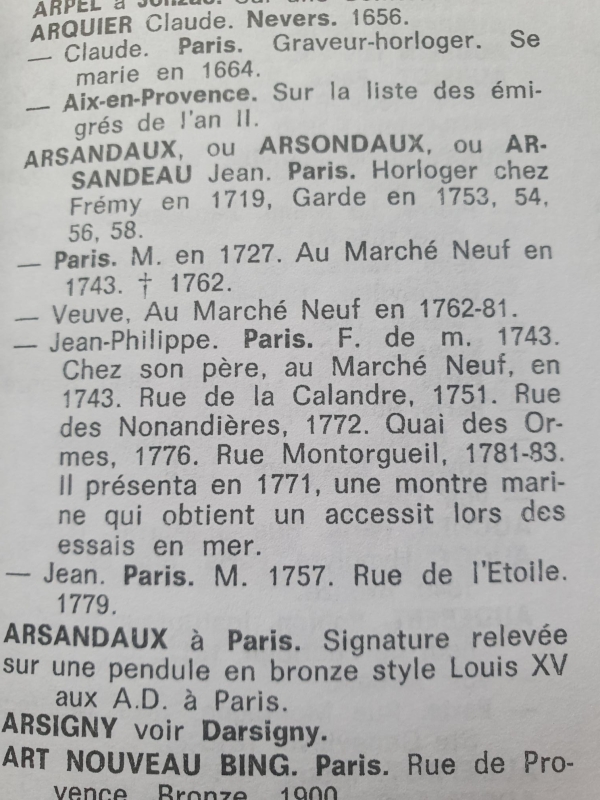 ARPEL à Jonzac. Sur une
ARQUIER Claude. Nevers. 1656.
— Claude. Paris. Graveur-horloger. Se
marie en 1664.
— Aix-en-Provence. Sur la liste des émi-
grés de l'an II.
ARSANDAUX, ou ARSONDAUX, ou AR-
SANDEAU Jean. Paris. Horloger chez
Frémy en 1719, Garde en 1753, 54,
56, 58.
— Paris. M. en 1727. Au Marché Neuf en
1743. † 1762.
— Veuve, Au Marché Neuf en 1762-81.
— Jean-Philippe. Paris. F. de m. 1743.
Chez son père, au Marché Neuf, en
1743. Rue de la Calandre, 1751. Rue
des Nonandières, 1772. Quai des Or-
mes, 1776. Rue Montorgueil, 1781-83.
Il présenta en 1771, une montre mari-
ne qui obtient un accessit lors des
essais en mer.
— Jean. Paris. M. 1757. Rue de l'Etoile.
1779.
ARSANDAUX à Paris. Signature relevée
sur une pendule en bronze style Louis XV
aux A.D. à Paris.
ARSIGNY voir Darsigny.
ART NOUVEAU BING. Paris. Rue de Pro-
vence Bronze 1900